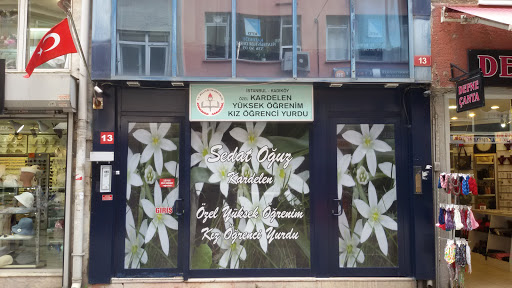 13
İSTANBUL - KADIKÖY
ÖZEL KARDELEN
YÜKSEK ÖĞRENİM
KIZ ÖĞRENCİ YURDU
13
Sedat Oğuz
Kardelen
Özel Yüksek Öğrenim
Kız Öğrenci Yurdu
GİRİŞ
DEFNE
ÇANTA
DE